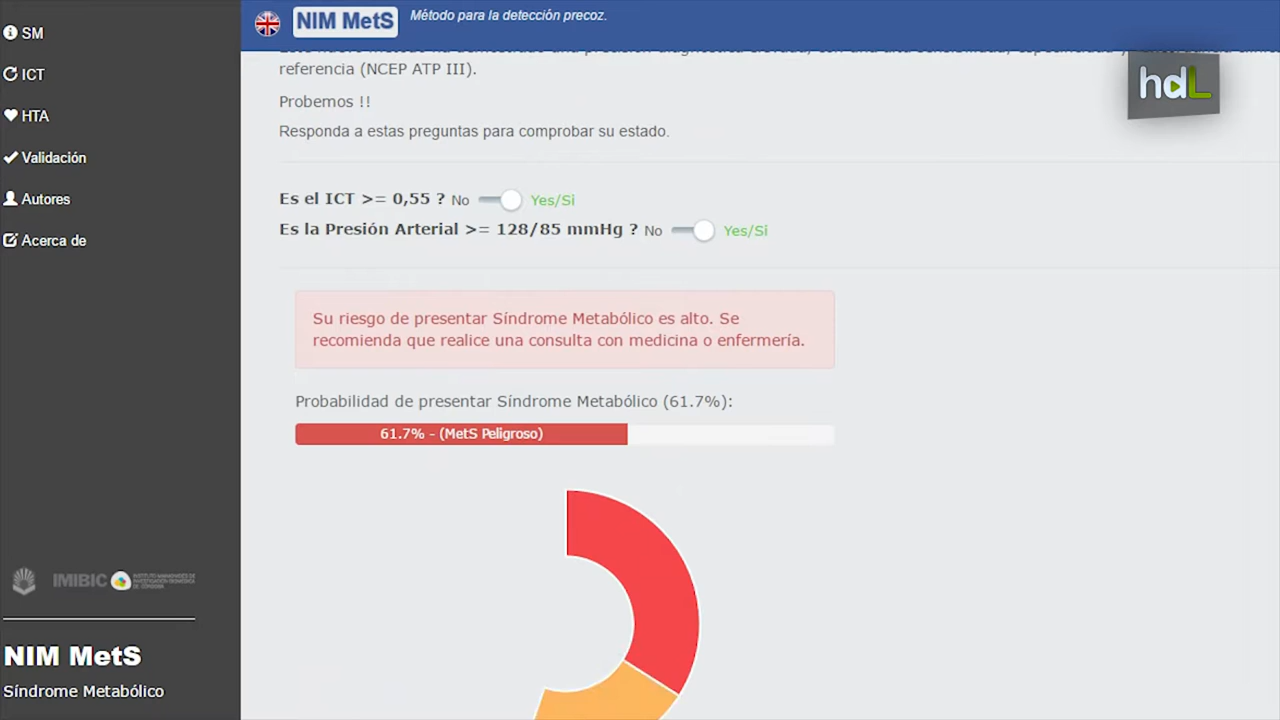 SM
ICT
HTA
Validación
Autores
Acerca de
IMIBIC
NIM MetS
Síndrome Metabólico
NIM MetS
Método para la detección precoz.
referencia (NCEP ATP III).
hdL
Probemos !!
Responda a estas preguntas para comprobar su estado.
Es el ICT >= 0,55 ? No Yes/Si
Es la Presión Arterial >= 128/85 mmHg ? No Yes/Si
Su riesgo de presentar Síndrome Metabólico es alto. Se
recomienda que realice una consulta con medicina o enfermería.
Probabilidad de presentar Síndrome Metabólico (61.7%):
61.7% - (MetS Peligroso)